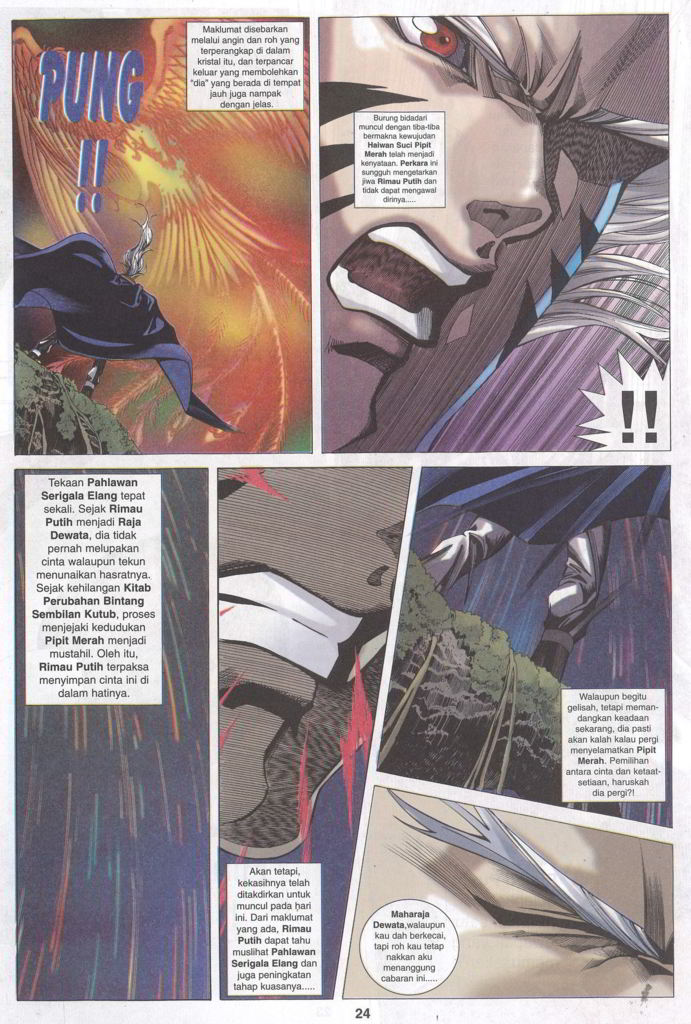 PUNG
!!
Maklumat disebarkan
melalui angin dan roh yang
terperangkap di dalam
kristal itu, dan terpancar
keluar yang membolehkan
"dia" yang berada di tempat
jauh juga nampak
dengan jelas.
Burung bidadari
muncul dengan tiba-tiba
bermakna kewujudan
Haiwan Suci Pipit
Merah telah menjadi
kenyataan. Perkara ini
sungguh mengetarkan
jiwa Rimau Putih dan
tidak dapat mengawal
dirinya.....
!!
Tekaan Pahlawan
Serigala Elang tepat
sekali. Sejak Rimau
Putih menjadi Raja
Dewata, dia tidak
pernah melupakan
cinta walaupun tekun
menunaikan hasratnya.
Sejak kehilangan Kitab
Perubahan Bintang
Sembilan Kutub, proses
menjejaki kedudukan
Pipit Merah menjadi
mustahil. Oleh itu,
Rimau Putih terpaksa
menyimpan cinta ini di
dalam hatinya.
Akan tetapi,
kekasihnya telah
ditakdirkan untuk
muncul pada hari
ini. Dari maklumat
yang ada, Rimau
Putih dapat tahu
muslihat Pahlawan
Serigala Elang dan
juga peningkatan
tahap kuasanya.....
Walaupun begitu
gelisah, tetapi meman-
dangkan keadaan
sekarang, dia pasti
akan kalah kalau pergi
menyelamatkan Pipit
Merah. Pemilihan
antara cinta dan ketaat-
setiaan, haruskah
dia pergi?!
Maharaja
Dewata,walaupun
kau dah berkecai,
tapi roh kau tetap
nakkan aku
menanggung
cabaran ini.....
24